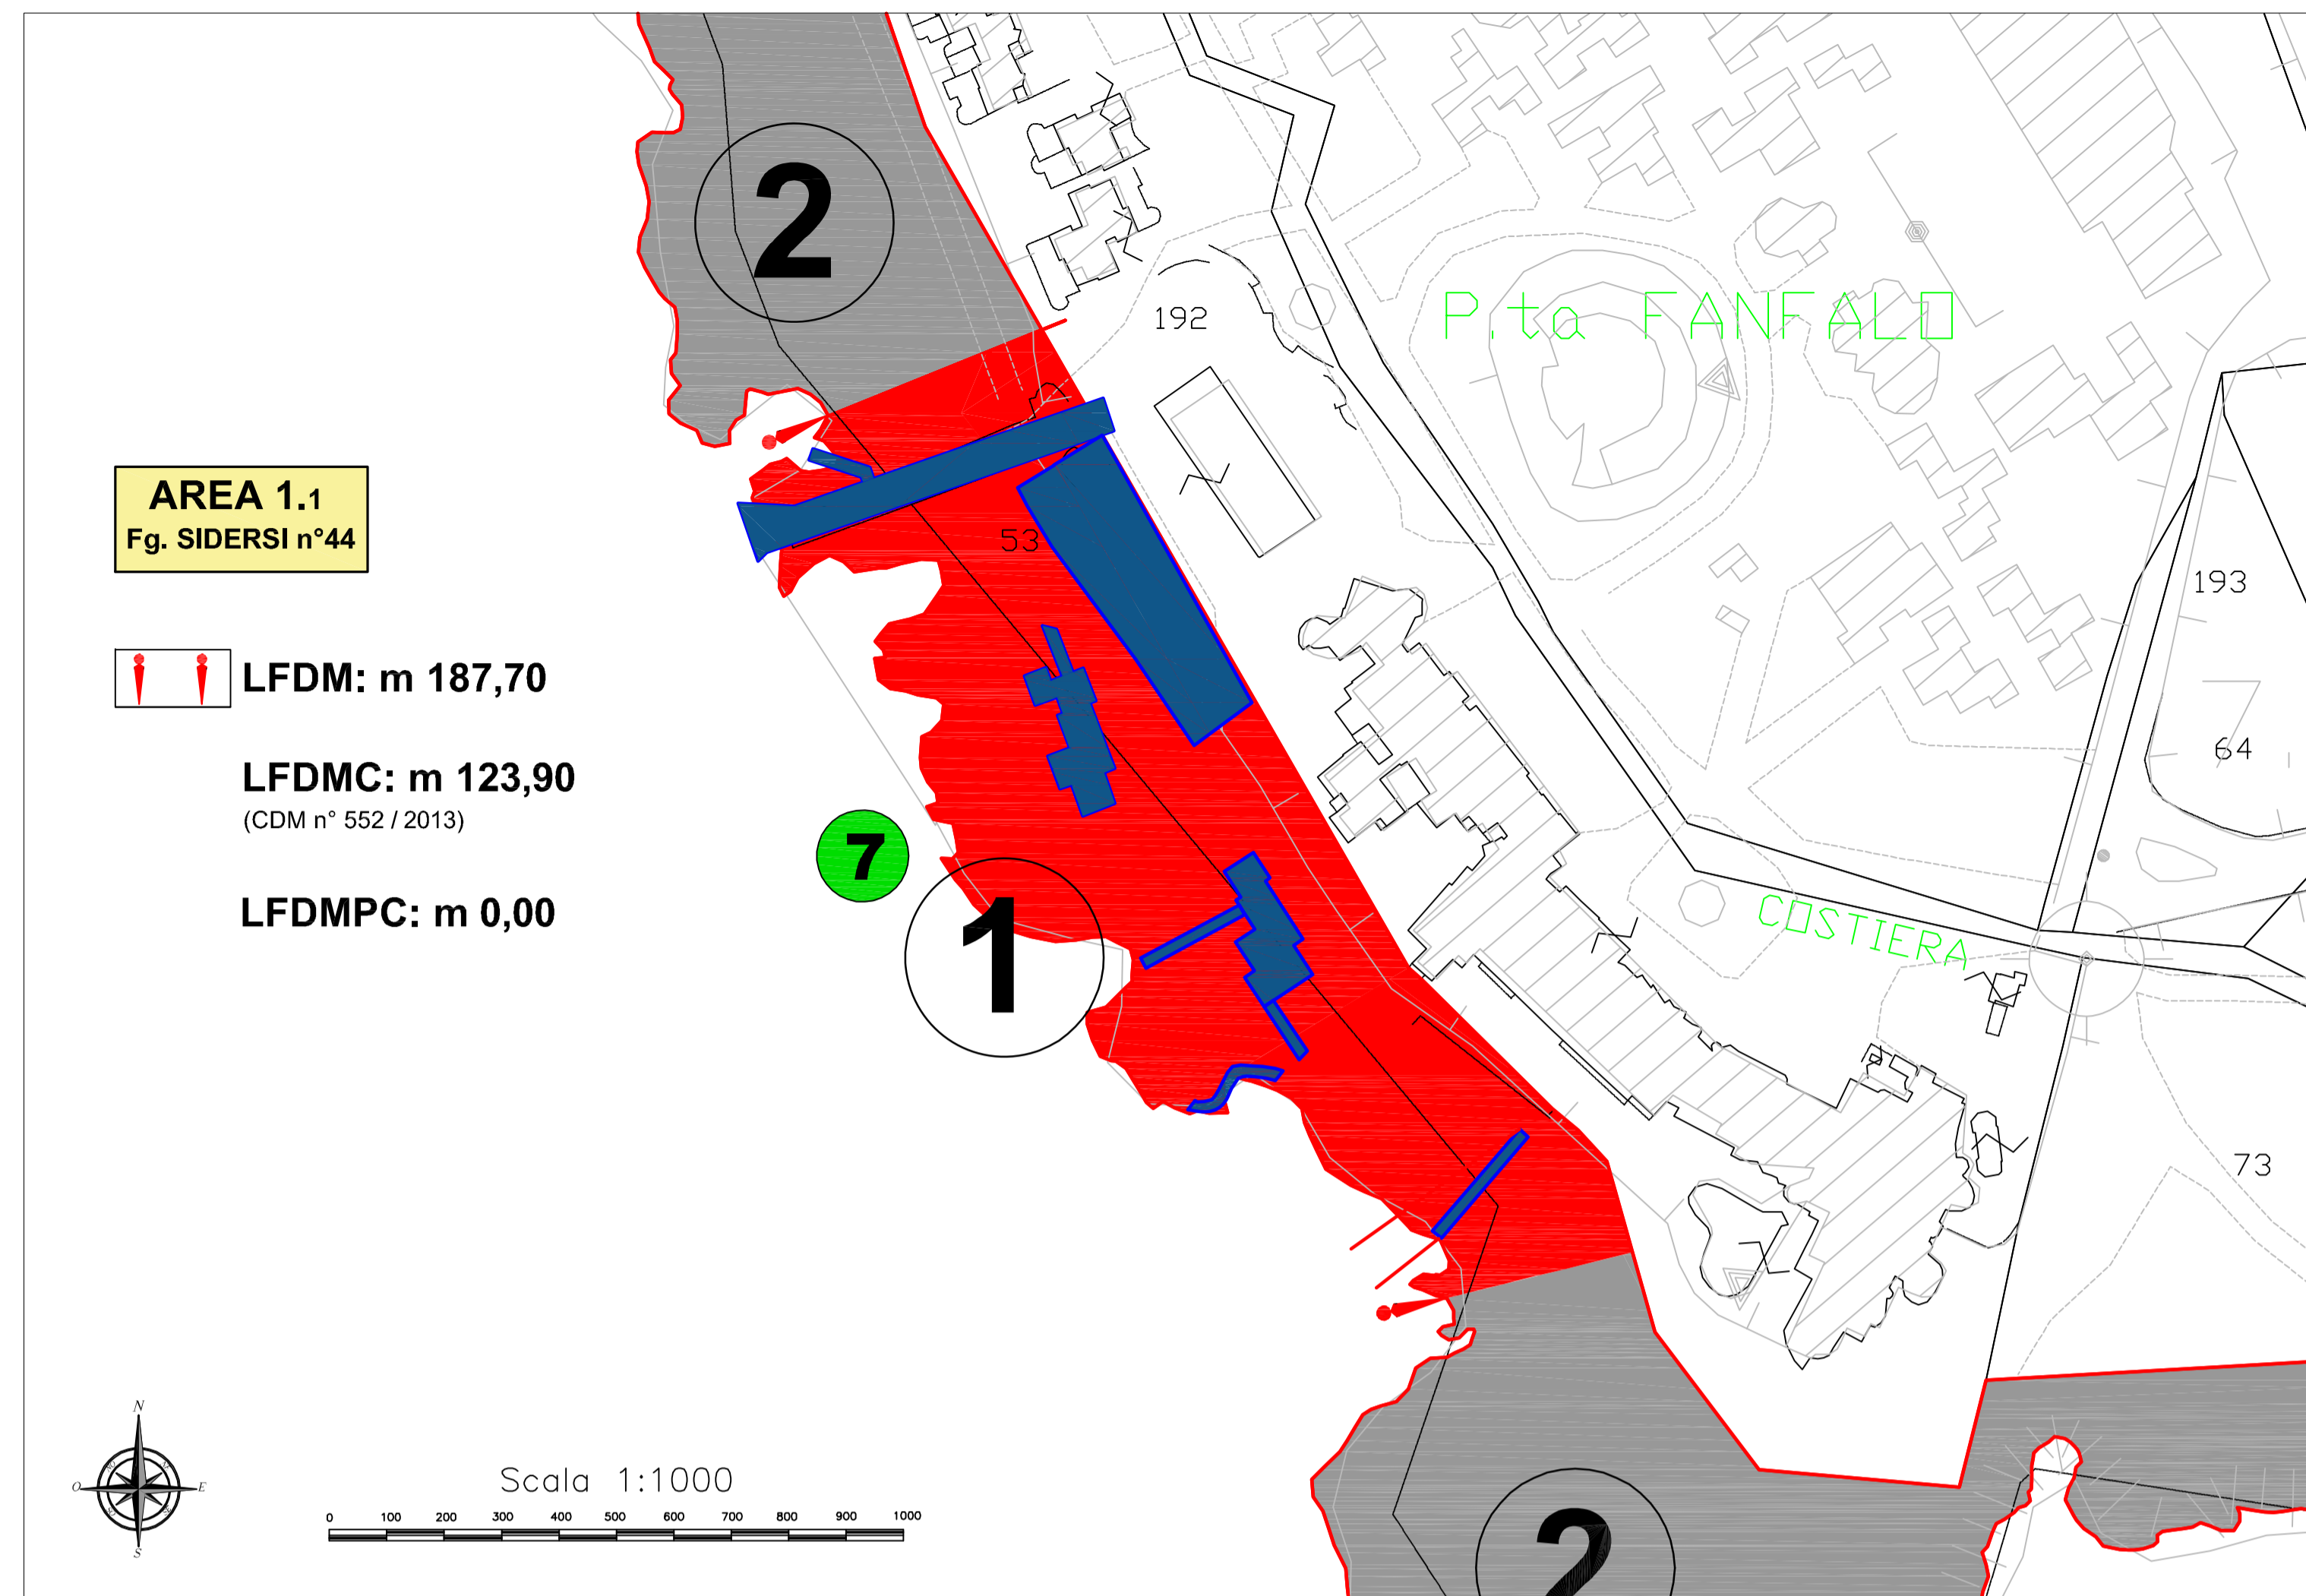 2
192
P.ta FANFALO
AREA 1.1
Fg. SIDERSI n°44
53
193
LFDM: m 187,70
64
LFDMC: m 123,90
(CDM n° 552 / 2013)
7
LFDMPC: m 0,00
1
COSTIERA
73
N
O
E
S
Scala 1:1000
0 100 200 300 400 500 600 700 800 900 1000
2